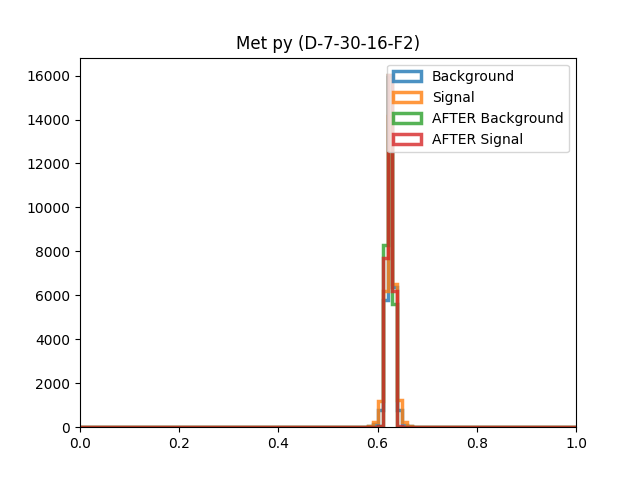 Met py (D-7-30-16-F2)
Background
Signal
AFTER Background
AFTER Signal
16000
14000
12000
10000
8000
6000
4000
2000
0
0.0 0.2 0.4 0.6 0.8 1.0